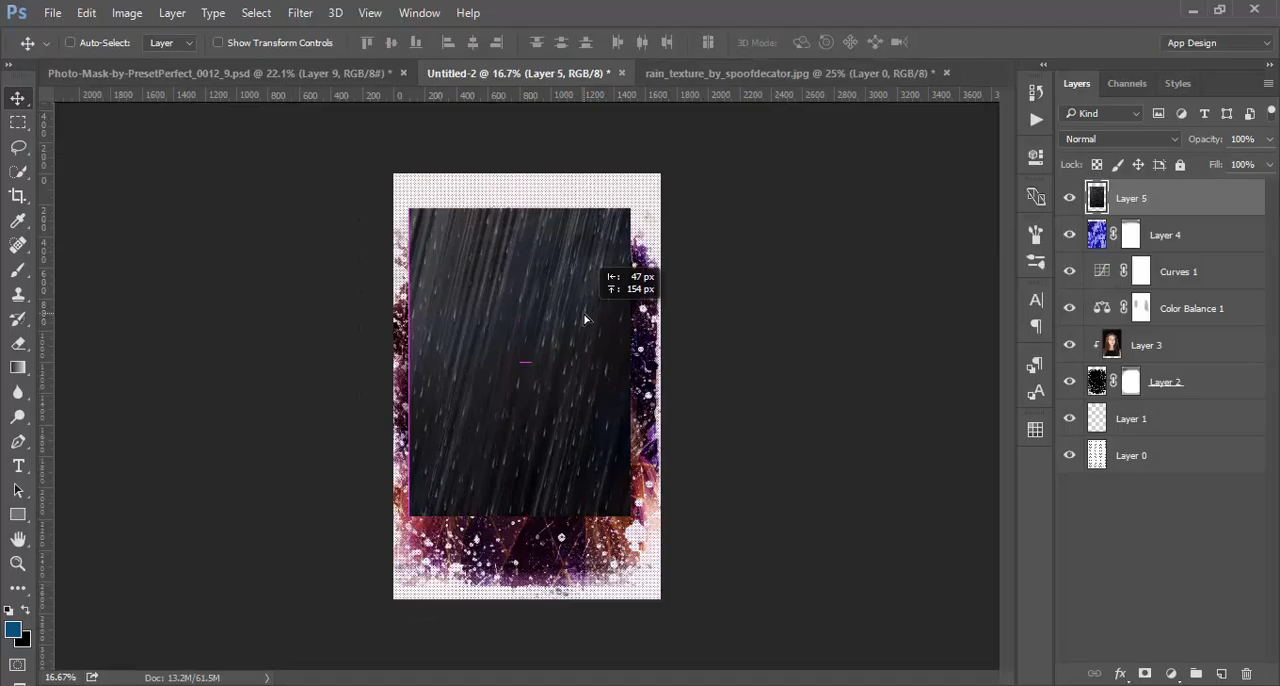 Ps File Edit Image Layer Type Select Filter 3D View Window Help
Auto-Select: Layer Show Transform Controls 3D Mode: App Design
Photo-Mask-by-PresetPerfect_0012_9.psd @ 22.1% (Layer 9, RGB/8#) * × Untitled-2 @ 16.7% (Layer 5, RGB/8) * × rain_texture_by_spoofdecator.jpg @ 25% (Layer 0, RGB/8) * ×
2000 1800 1600 1400 1200 1000 800 600 400 200 0 200 400 600 800 1000 1200 1400 1600 1800 2000 2200 2400 2600 2800 3000 3200 3400 3600 3
Layers Channels Styles
Kind
Normal Opacity: 100%
Lock: Fill: 100%
Layer 5
Layer 4
Curves 1
Color Balance 1
Layer 3
Layer 2
Layer 1
Layer 0
47 px
154 px
16.67% Doc: 13.2M/61.5M
fx